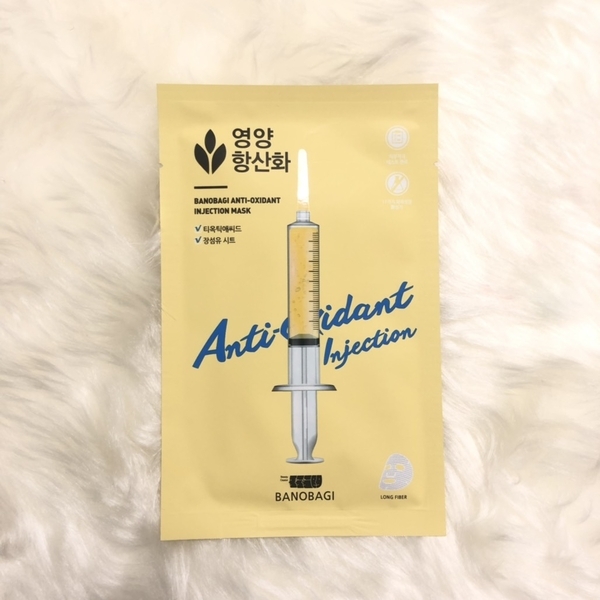 영양
항산화
BANOBAGI ANTI-OXIDANT
INJECTION MASK
티옥틱애씨드
장섬유 시트
Anti-Oxidant
Injection
BANOBAGI
LONG FIBER